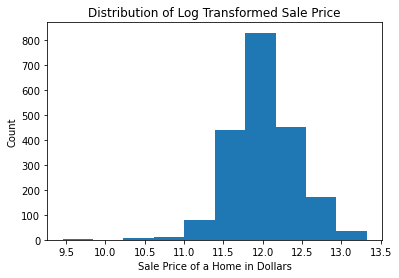 Distribution of Log Transformed Sale Price
Count
800
700
600
500
400
300
200
100
0
9.5 10.0 10.5 11.0 11.5 12.0 12.5 13.0 13.5
Sale Price of a Home in Dollars